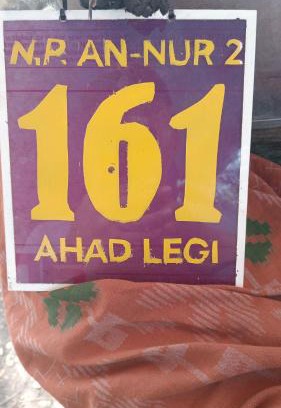 N.P. AN-NUR 2
161
AHAD LEGI